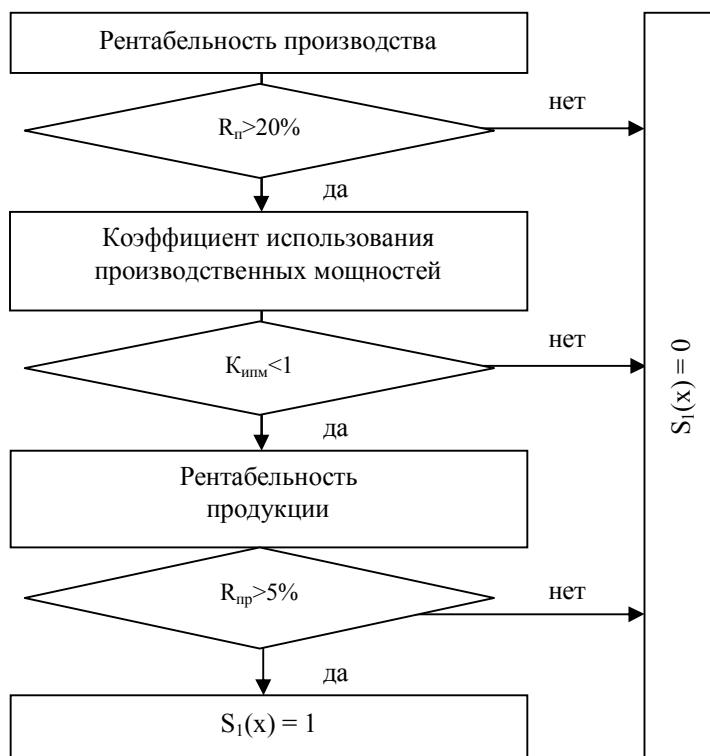 Рентабельность производства
нет
Rп>20%
да
Коэффициент использования
производственных мощностей
нет
Kипм<1
да
Рентабельность
продукции
нет
Rпр>5%
да
S1(x) = 1
S1(x) = 0